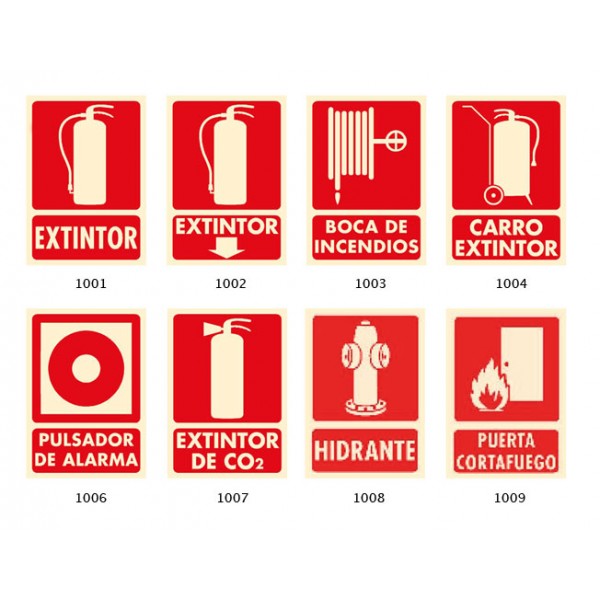 EXTINTOR
1001
EXTINTOR
1002
BOCA DE
INCENDIOS
1003
CARRO
EXTINTOR
1004
PULSADOR
DE ALARMA
1006
EXTINTOR
DE CO2
1007
HIDRANTE
1008
PUERTA
CORTAFUEGO
1009